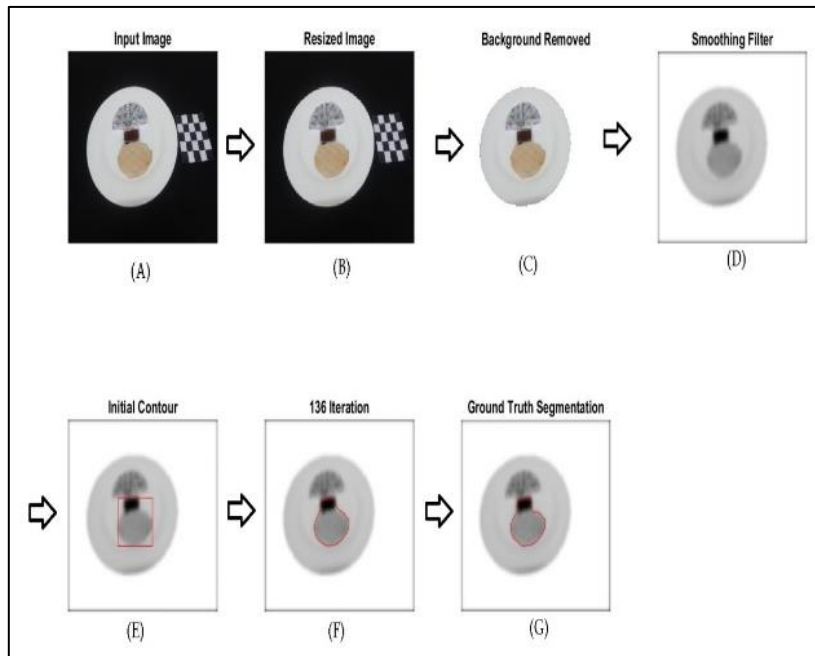 Input Image
Resized Image
Background Removed
Smoothing Filter
(A)
(B)
(C)
(D)
Initial Contour
136 Iteration
Ground Truth Segmentation
(E)
(F)
(G)